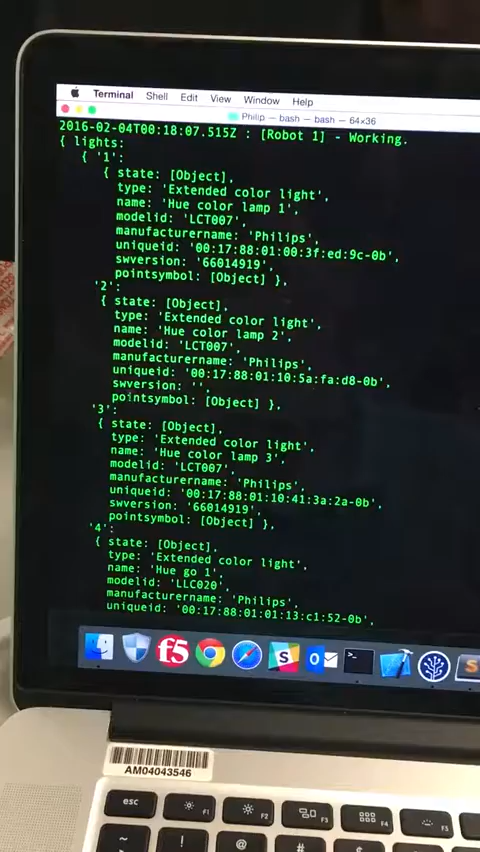 Terminal Shell Edit View Window Help
Philip — bash — bash — 64×36
2016-02-04T00:18:07.515Z : [Robot 1] - Working.
{ lights:
{ '1':
{ state: [Object],
type: 'Extended color light',
name: 'Hue color lamp 1',
modelid: 'LCT007',
manufacturername: 'Philips',
uniqueid: '00:17:88:01:00:3f:ed:9c-0b',
swversion: '66014919',
pointsymbol: [Object] },
'2':
{ state: [Object],
type: 'Extended color light',
name: 'Hue color lamp 2',
modelid: 'LCT007',
manufacturername: 'Philips',
uniqueid: '00:17:88:01:10:5a:fa:d8-0b',
swversion: '',
pointsymbol: [Object] },
'3':
{ state: [Object],
type: 'Extended color light',
name: 'Hue color lamp 3',
modelid: 'LCT007',
manufacturername: 'Philips',
uniqueid: '00:17:88:01:10:41:3a:2a-0b',
swversion: '66014919',
pointsymbol: [Object] },
'4':
{ state: [Object],
type: 'Extended color light',
name: 'Hue go 1',
modelid: 'LLC020',
manufacturername: 'Philips',
uniqueid: '00:17:88:01:01:13:c1:52-0b',
f5
S
O
>_
S
AM04043546
esc
F1
F2
F3
F4
F5
~
!
@
#